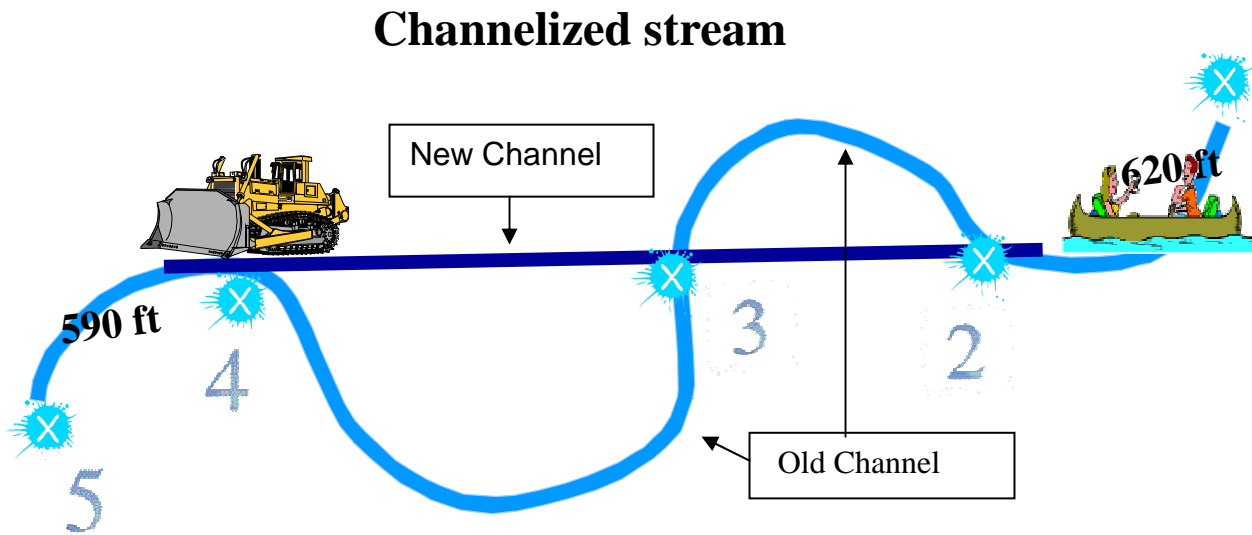 Channelized stream
New Channel
620 ft
590 ft
3
2
4
Old Channel
5